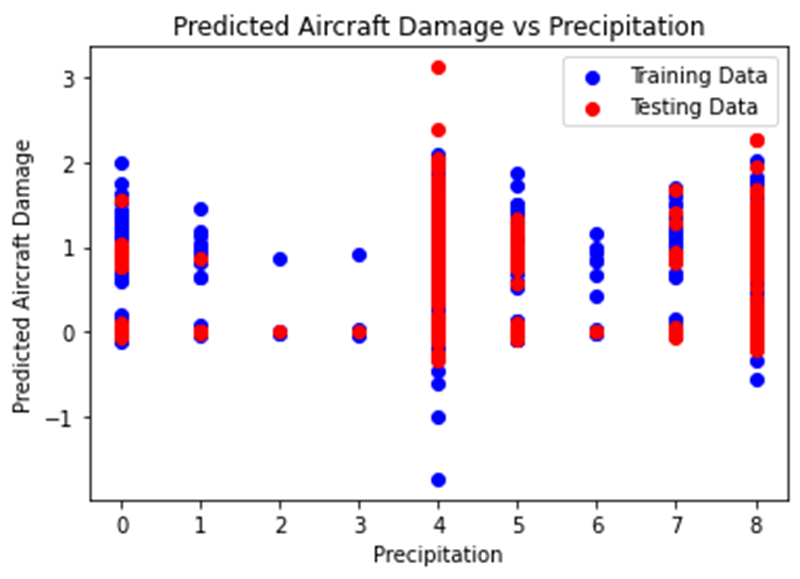 Predicted Aircraft Damage vs Precipitation
Training Data
Testing Data
Predicted Aircraft Damage
3
2
1
0
−1
0 1 2 3 4 5 6 7 8
Precipitation